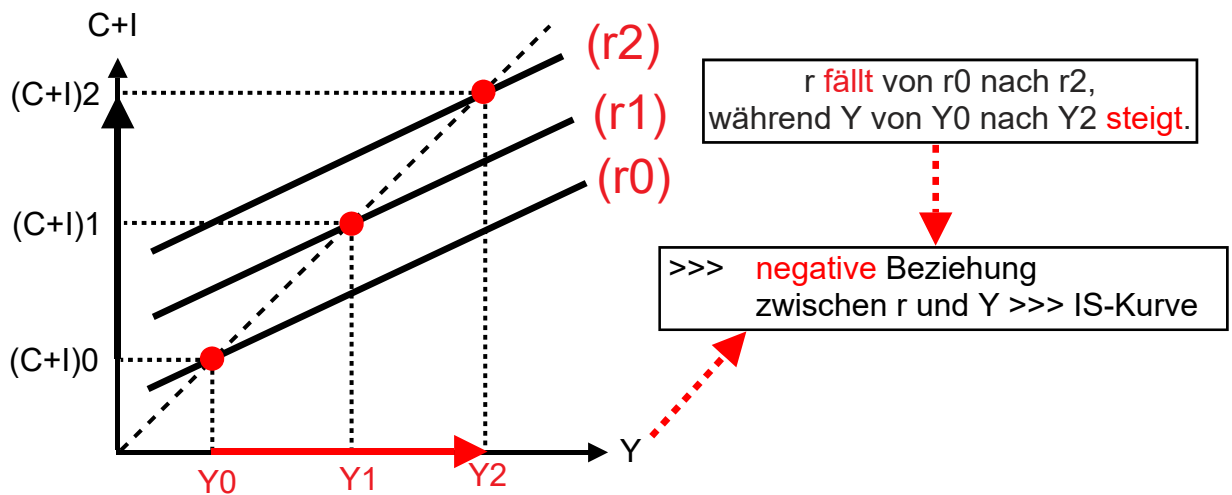 C+I
(r2)
(C+I)2
(r1)
(C+I)1
(r0)
(C+I)0
Y
Y0
Y1
Y2
r fällt von r0 nach r2,
während Y von Y0 nach Y2 steigt.
>>> negative Beziehung
zwischen r und Y >>> IS-Kurve